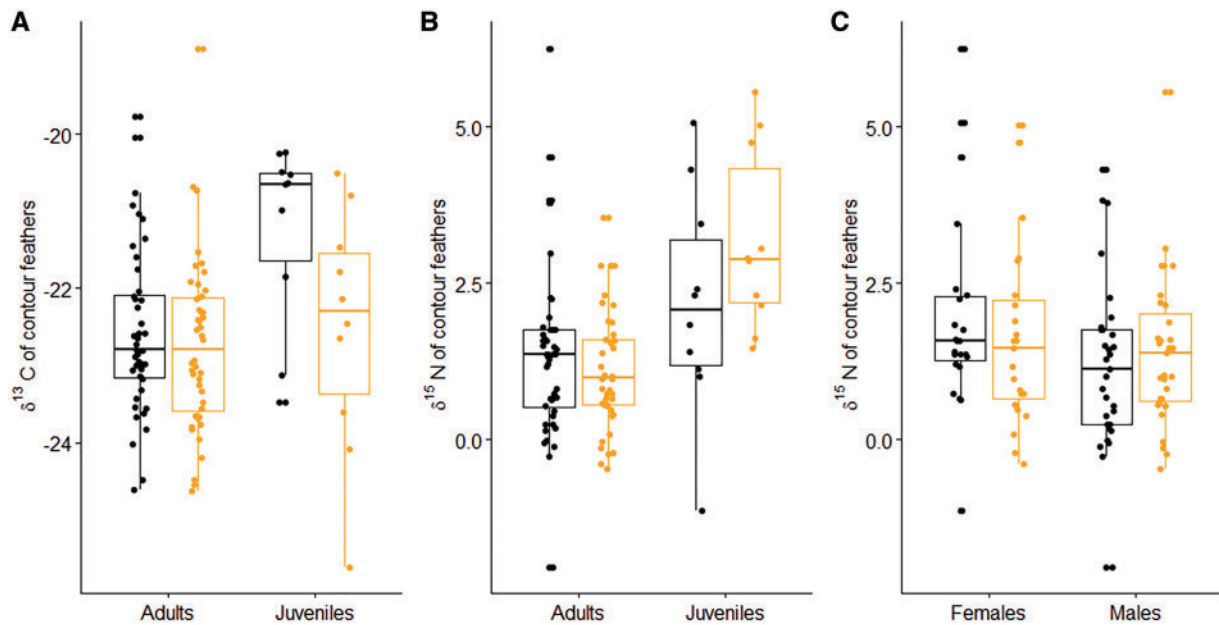 A
δ13 C of contour feathers
-20
-22
-24
Adults Juveniles
B
δ15 N of contour feathers
5.0
2.5
0.0
Adults Juveniles
C
δ15 N of contour feathers
5.0
2.5
0.0
Females Males